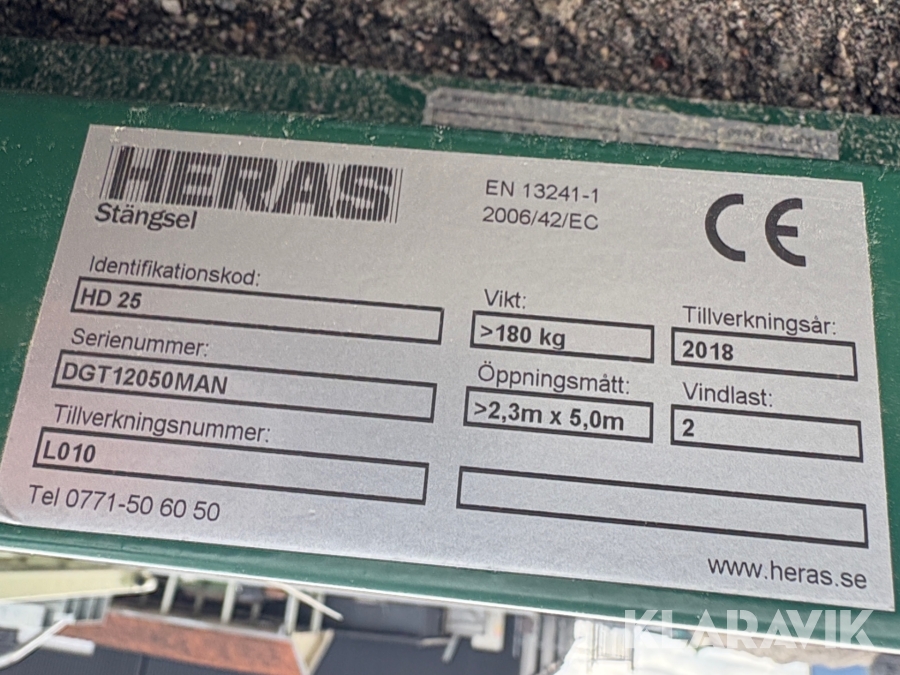 HERAS
Stängsel
EN 13241-1
2006/42/EC
CE
Identifikationskod:
HD 25
Serienummer:
DGT12050MAN
Tillverkningsnummer:
L010
Tel 0771-50 60 50
Vikt:
>180 kg
Öppningsmått:
>2,3m x 5,0m
Tillverkningsår:
2018
Vindlast:
2
www.heras.se
KLARAVIK